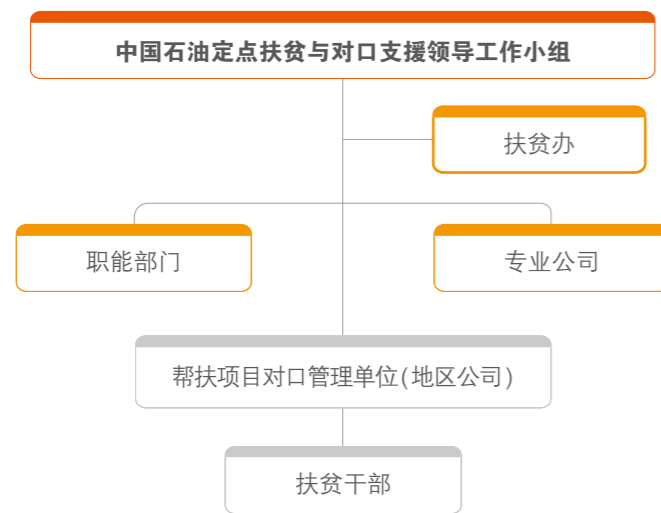 中国石油定点扶贫与对口支援领导工作小组
扶贫办
职能部门
专业公司
帮扶项目对口管理单位(地区公司)
扶贫干部